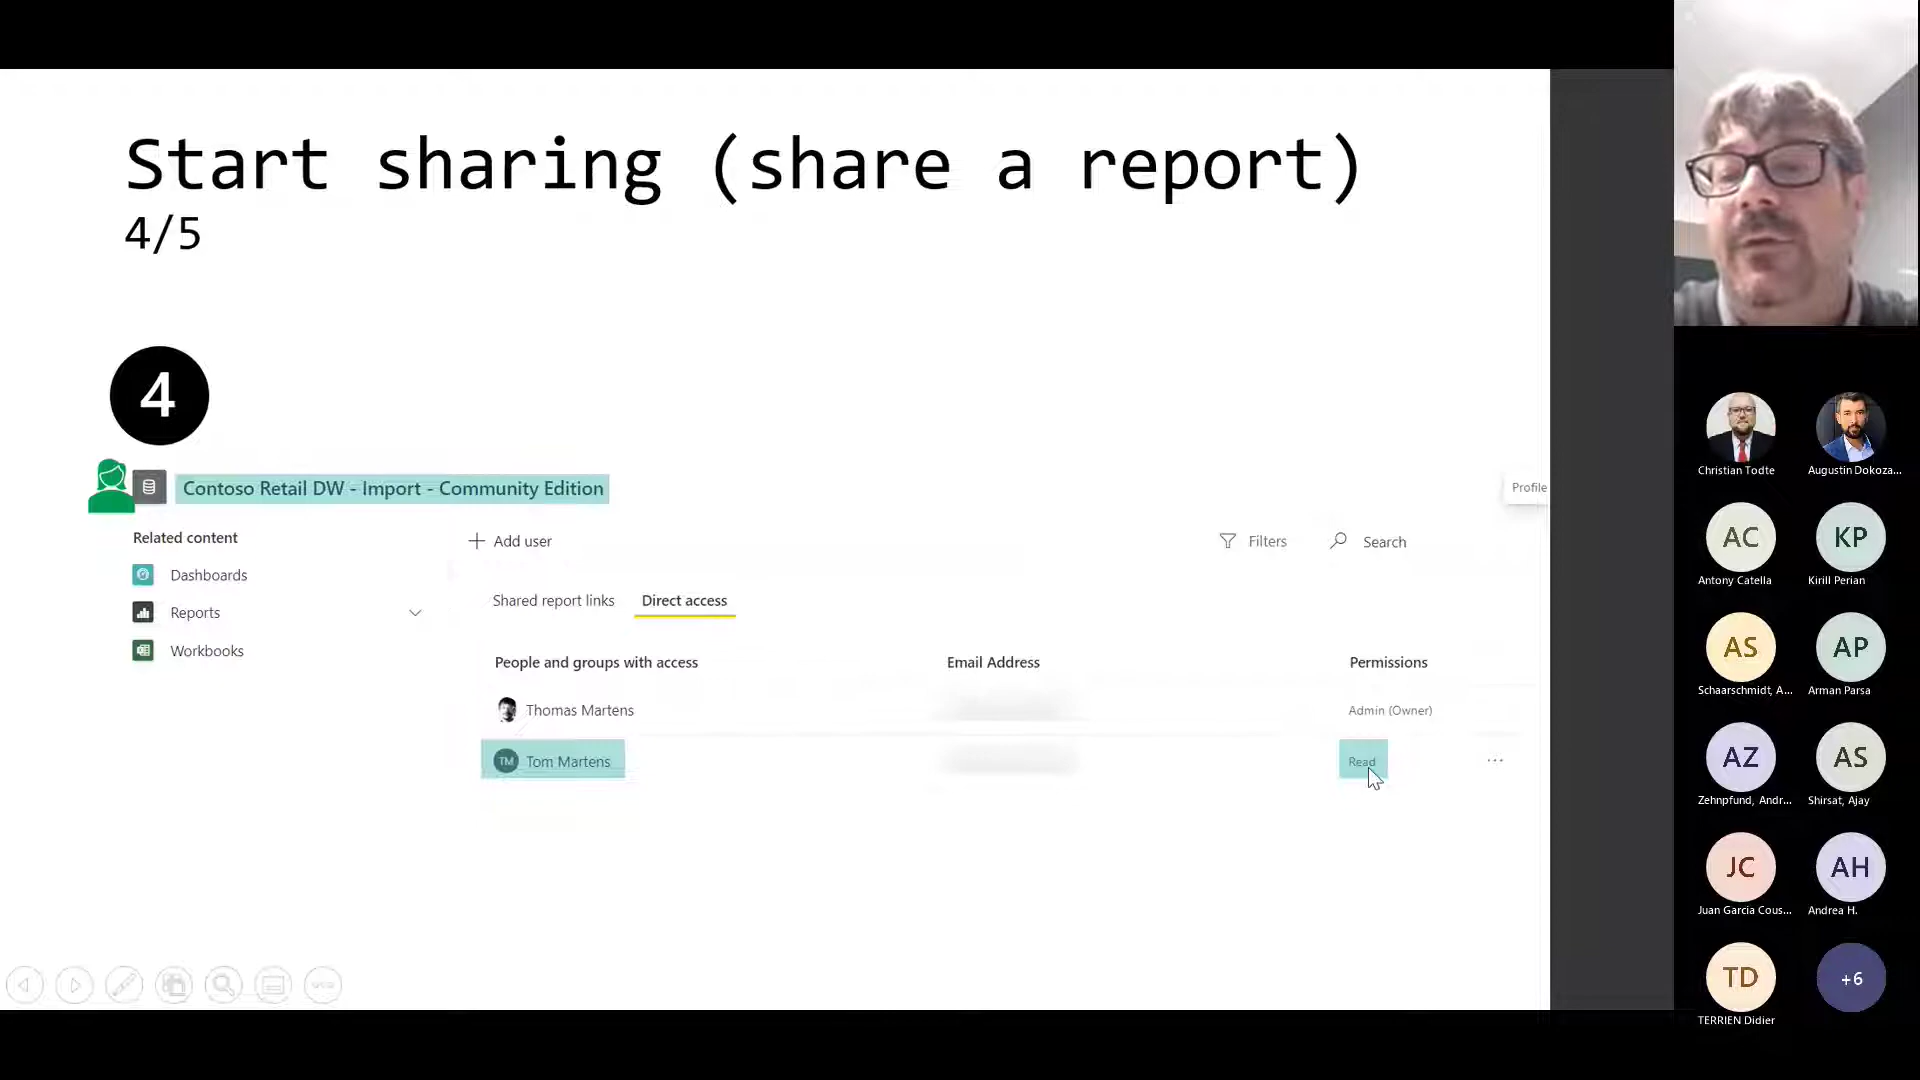 Start sharing (share a report)
4/5
4
Contoso Retail DW - Import - Community Edition
Profile
Related content
Add user
Filters
Search
Dashboards
Shared report links
Direct access
Reports
Workbooks
People and groups with access
Email Address
Permissions
Thomas Martens
Admin (Owner)
TM
Tom Martens
Read
Christian Todte
Augustin Dokoza...
AC
KP
Antony Catella
Kirill Perian
AS
AP
Schaarschmidt, A...
Arman Parsa
AZ
AS
Zehnpfund, Andr...
Shirsat, Ajay
JC
AH
Juan Garcia Cous...
Andrea H.
TD
+6
TERRIEN Didier